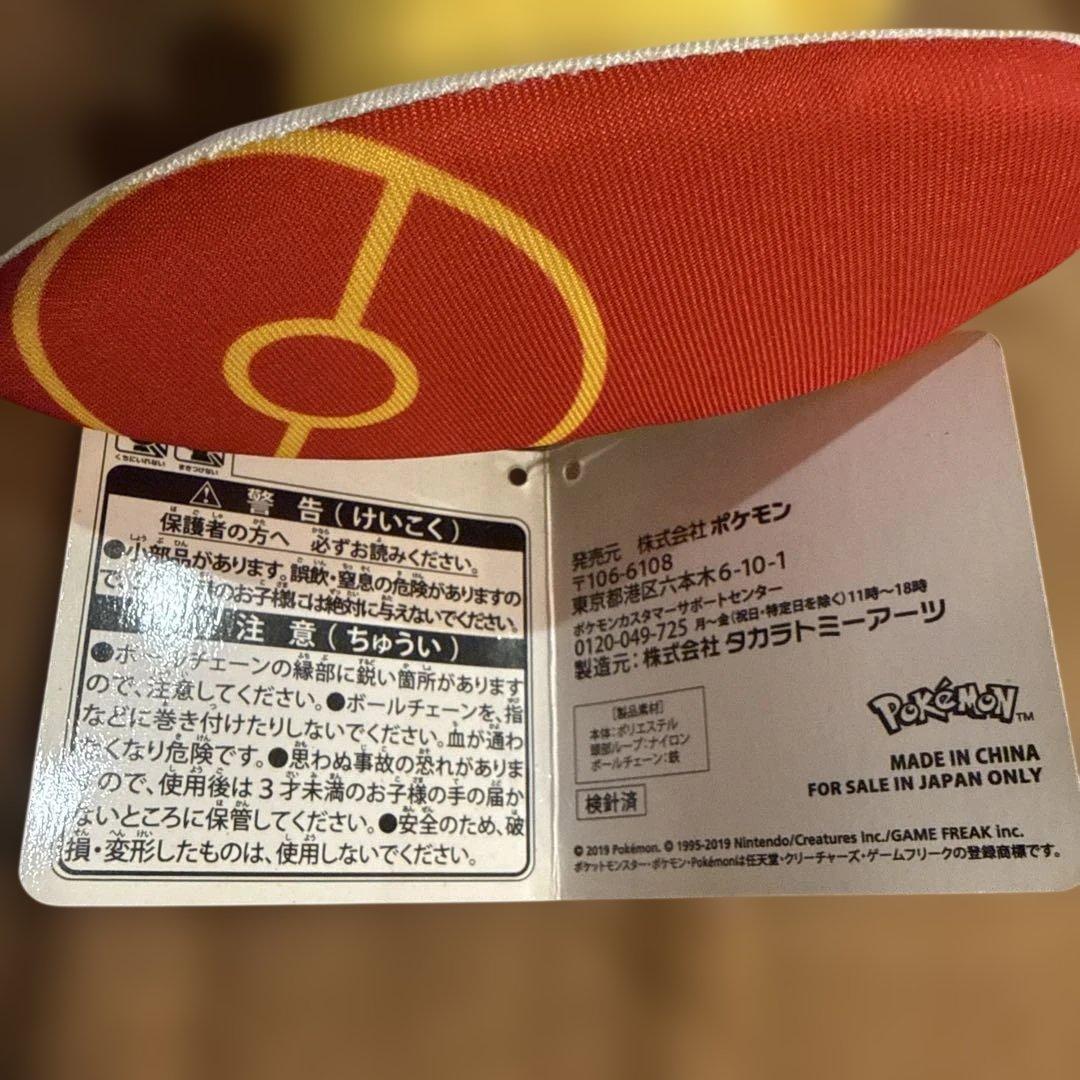 くちにいれない
まきつけない
⚠ 警告(けいこく)
保護者の方へ 必ずお読みください。
●小部品があります。誤飲・窒息の危険がありますの
で、のお子様には絶対に与えないでください。
注意(ちゅうい)
●ボールチェーンの縁部に鋭い箇所があります
ので、注意してください。●ボールチェーンを、指
などに巻き付けたりしないでください。血が通わ
なくなり危険です。●思わぬ事故の恐れがありま
すので、使用後は3才未満のお子様の手の届か
ないところに保管してください。●安全のため、破
損・変形したものは、使用しないでください。
発売元 株式会社ポケモン
〒106-6108
東京都港区六本木6-10-1
ポケモンカスタマーサポートセンター
0120-049-725 月~金(祝日・特定日を除く)11時~18時
製造元:株式会社タカラトミーアーツ
[製品素材]
本体:ポリエステル
頭部ループ:ナイロン
ボールチェーン:鉄
検針済
POKéMON™
MADE IN CHINA
FOR SALE IN JAPAN ONLY
© 2019 Pokémon. © 1995-2019 Nintendo/Creatures Inc./GAME FREAK inc.
ポケットモンスター・ポケモン・Pokémonは任天堂・クリーチャーズ・ゲームフリークの登録商標です。